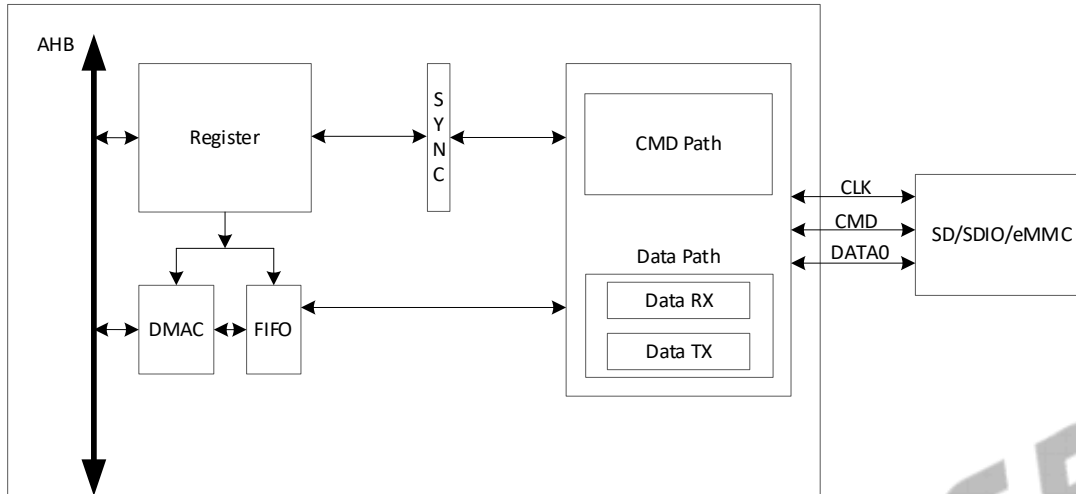 AHB
Register
S
Y
N
C
CMD Path
CLK
CMD
DATA0
SD/SDIO/eMMC
Data Path
Data RX
Data TX
DMAC
FIFO